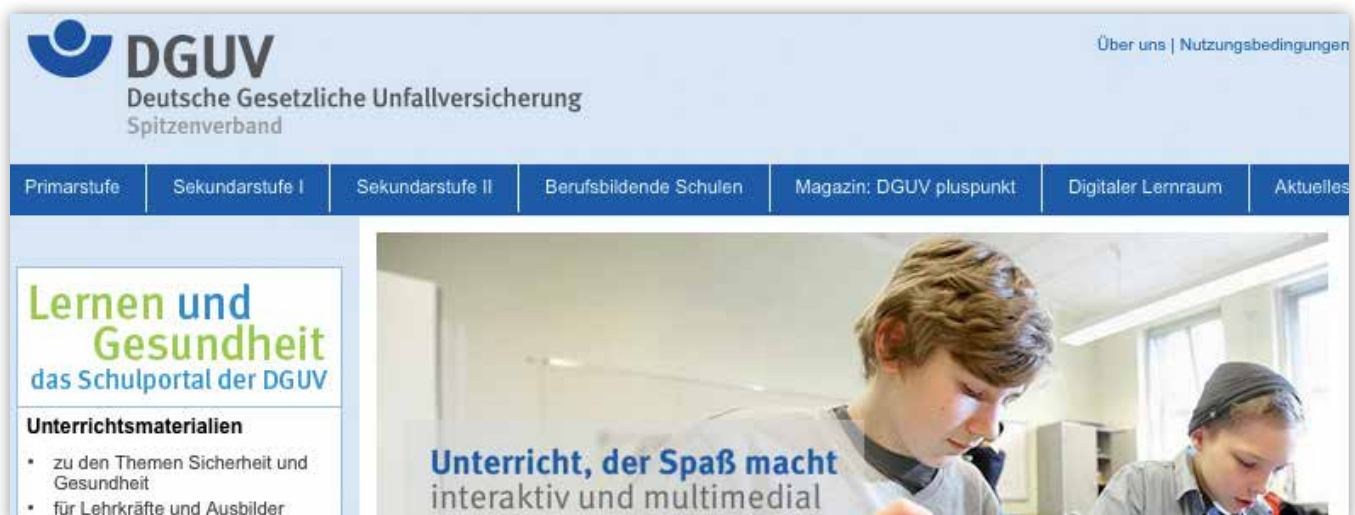 DGUV
Deutsche Gesetzliche Unfallversicherung
Spitzenverband
Über uns | Nutzungsbedingungen
Primarstufe Sekundarstufe I Sekundarstufe II Berufsbildende Schulen Magazin: DGUV pluspunkt Digitaler Lernraum Aktuelles
Lernen und
Gesundheit
das Schulportal der DGUV
Unterrichtsmaterialien
• zu den Themen Sicherheit und
Gesundheit
• für Lehrkräfte und Ausbilder
Unterricht, der Spaß macht
interaktiv und multimedial